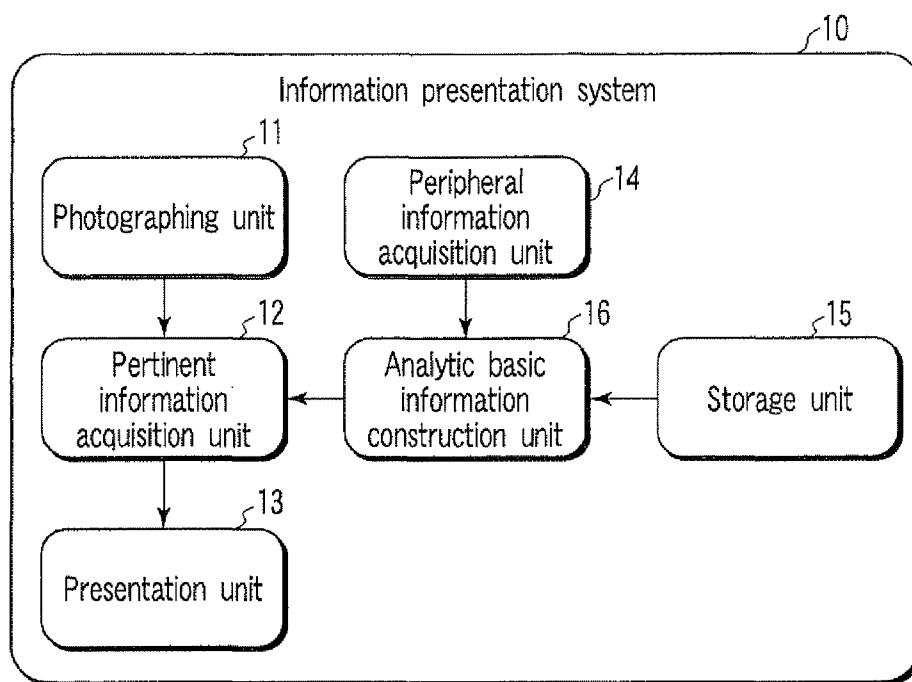 10
Information presentation system
11
Photographing unit
Peripheral
information
acquisition unit
14
12
Pertinent
information
acquisition unit
16
Analytic basic
information
construction unit
15
Storage unit
13
Presentation unit